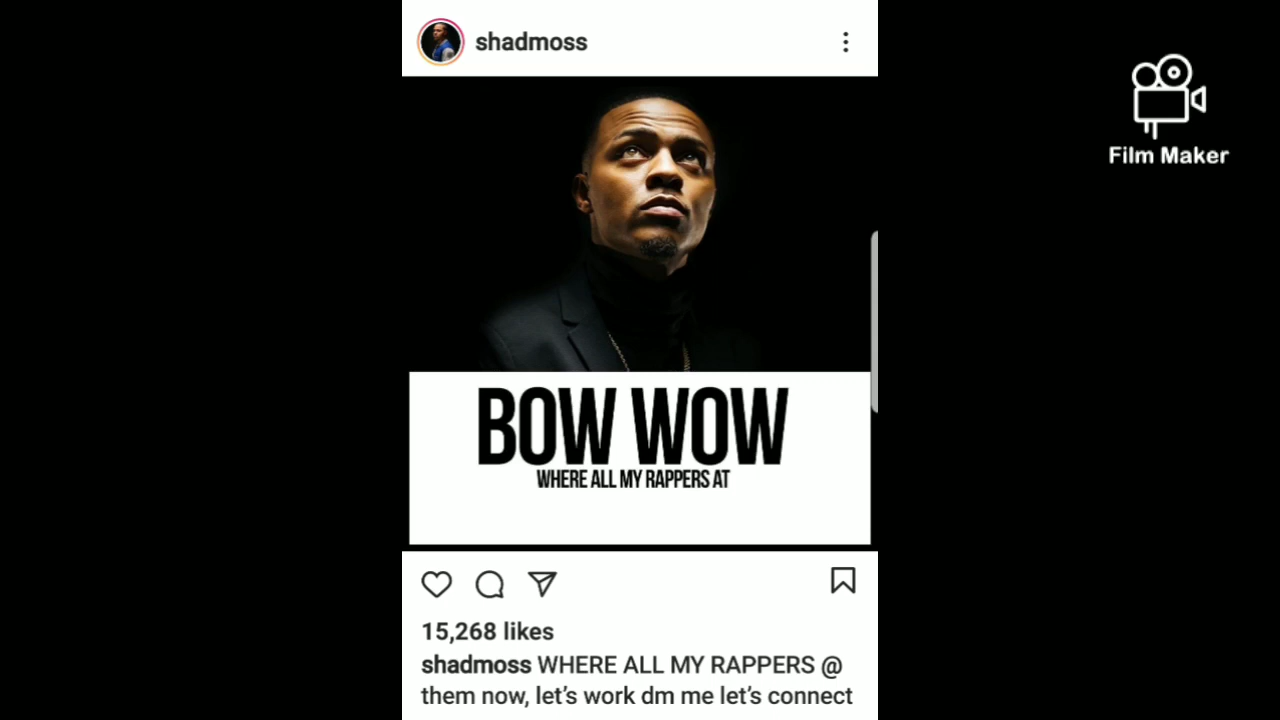 shadmoss
Film Maker
BOW WOW
WHERE ALL MY RAPPERS AT
15,268 likes
shadmoss WHERE ALL MY RAPPERS @
them now, let's work dm me let's connect